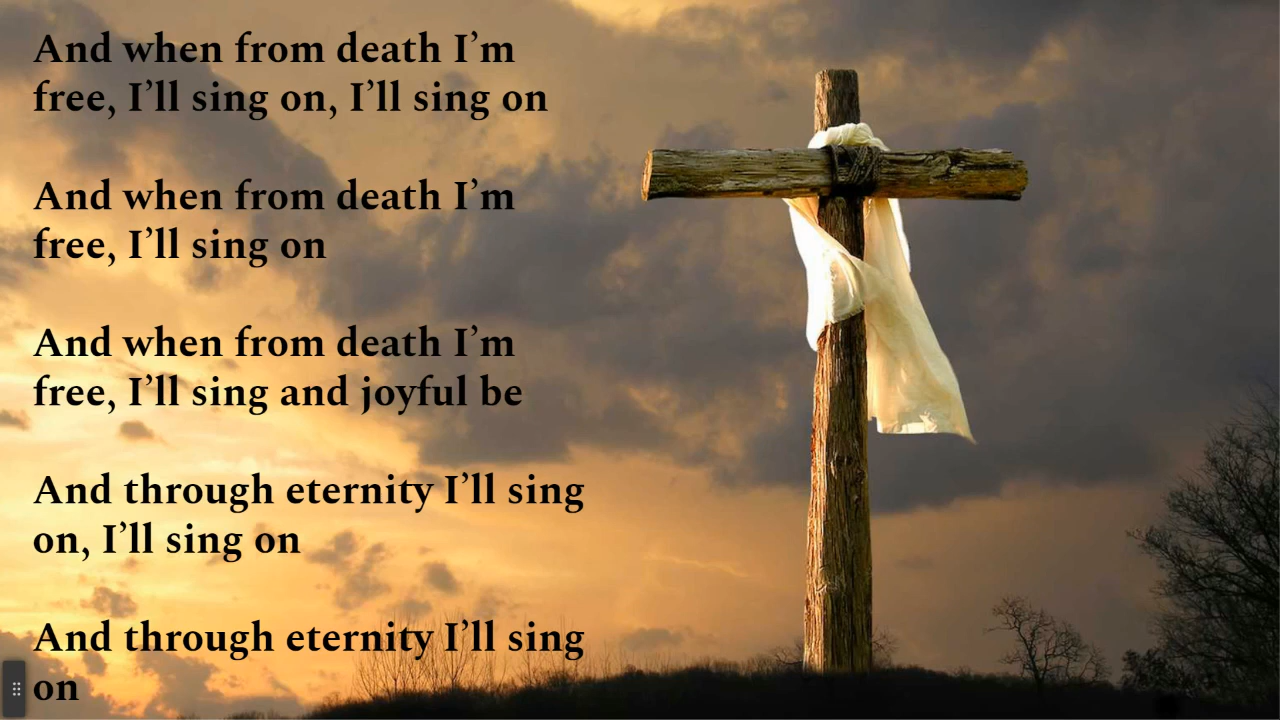 And when from death I’m
free, I’ll sing on, I’ll sing on
And when from death I’m
free, I’ll sing on
And when from death I’m
free, I’ll sing and joyful be
And through eternity I’ll sing
on, I’ll sing on
And through eternity I’ll sing
on